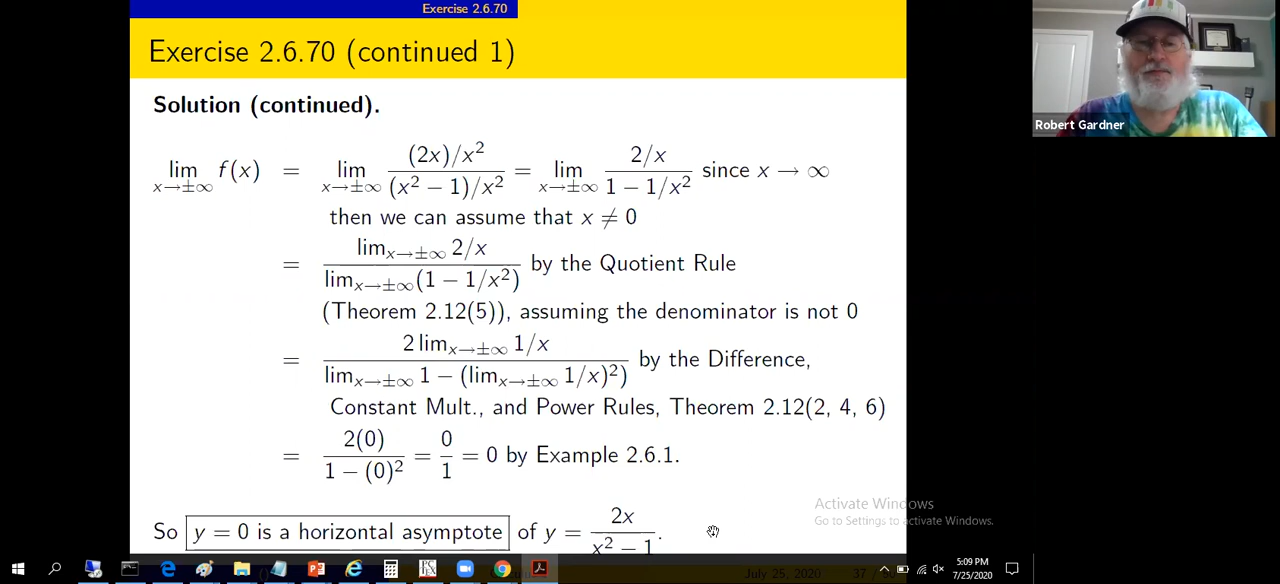 Exercise 2.6.70
Exercise 2.6.70 (continued 1)
Solution (continued).
lim x→±∞ f(x) = lim x→±∞ (2x)/x² / (x² − 1)/x² = lim x→±∞ 2/x / 1 − 1/x² since x → ∞
then we can assume that x ≠ 0
= lim x→±∞ 2/x / lim x→±∞ (1 − 1/x²) by the Quotient Rule
(Theorem 2.12(5)), assuming the denominator is not 0
= 2 lim x→±∞ 1/x / lim x→±∞ 1 − (lim x→±∞ 1/x)²) by the Difference,
Constant Mult., and Power Rules, Theorem 2.12(2, 4, 6)
= 2(0) / 1 − (0)² = 0/1 = 0 by Example 2.6.1.
So y = 0 is a horizontal asymptote of y = 2x / x² − 1.
Robert Gardner
Activate Windows
Go to Settings to activate Windows.
July 25, 2020
5:09 PM
7/25/2020